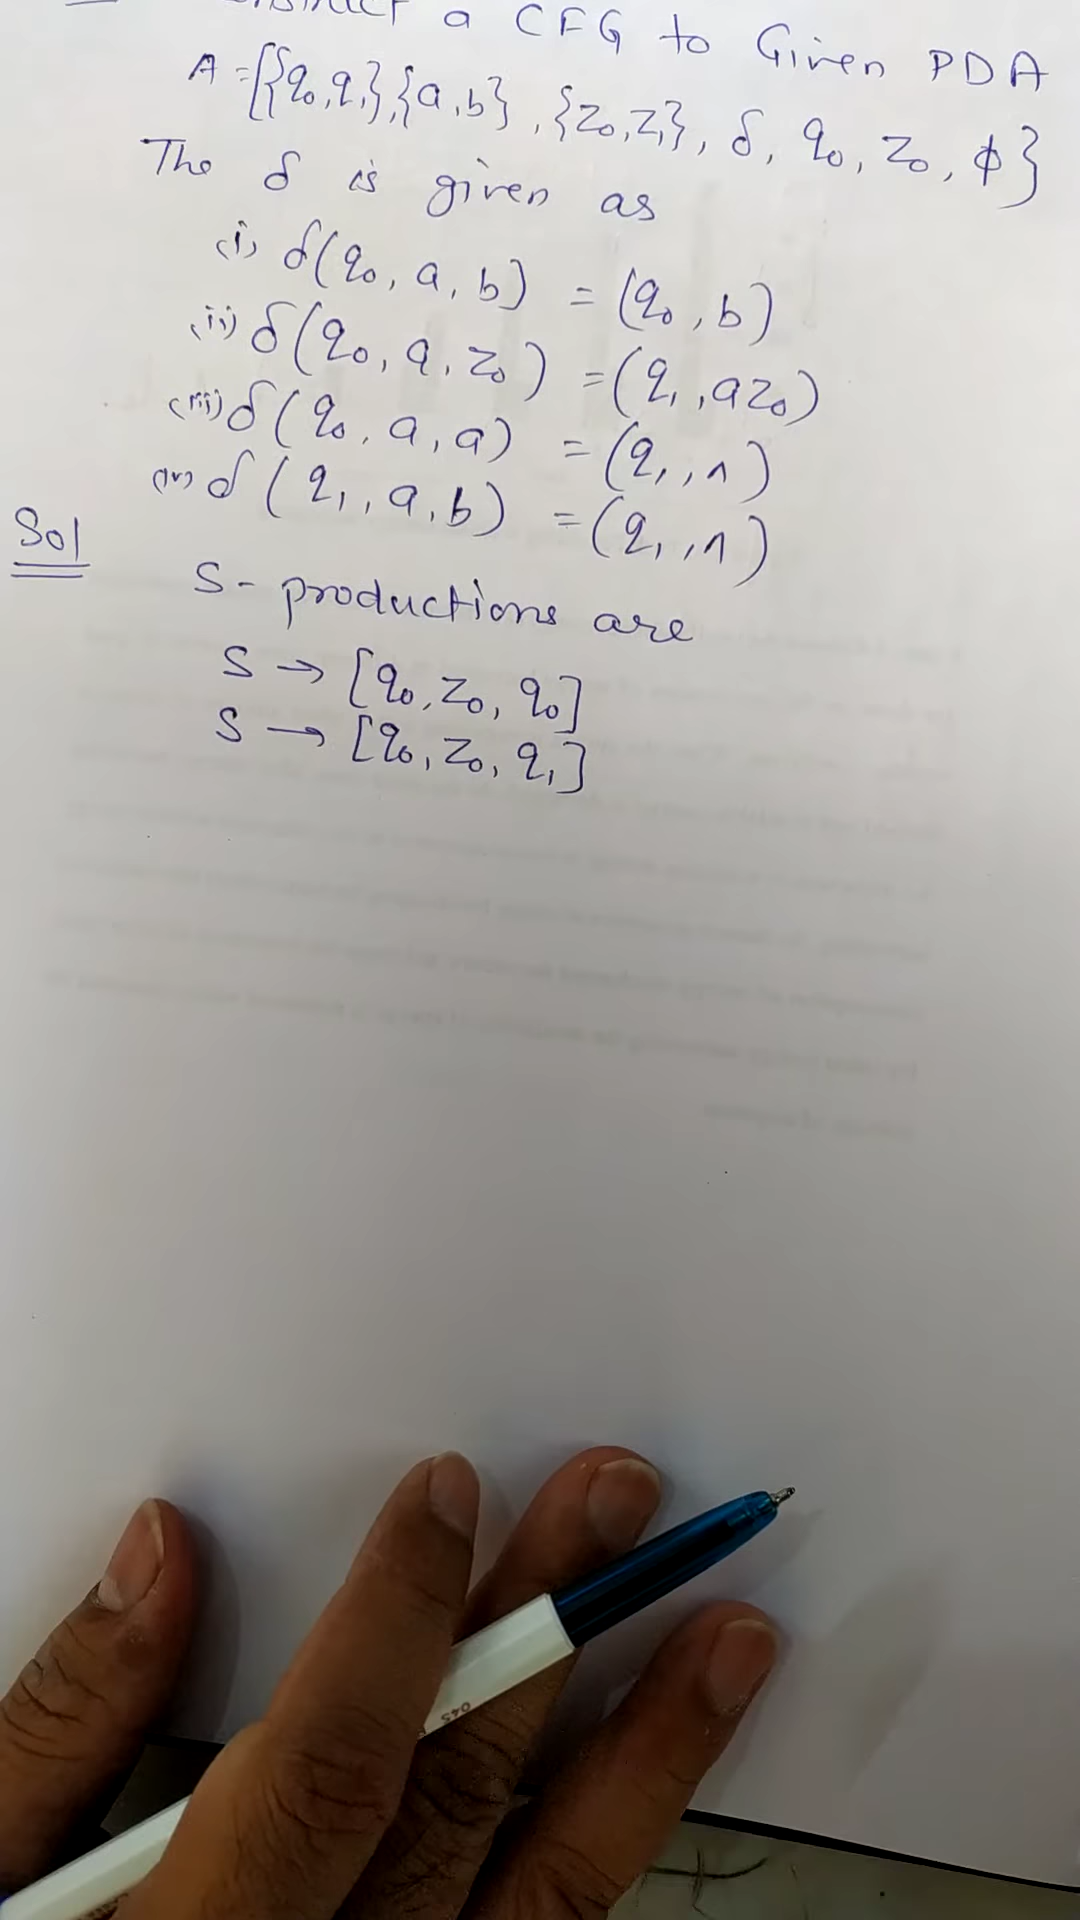 a CFG to Given PDA
A = [{q₀,q₁},{a,b},{z₀,z₁}, δ, q₀, z₀, φ}
The δ is given as
(i) δ(q₀, a, b) = (q₀, b)
(ii) δ(q₀, a, z₀) = (q₁, az₀)
(iii) δ(q₀, a, a) = (q₁, ∧)
(iv) δ(q₁, a, b) = (q₁, ∧)
Sol
S- productions are
S → [q₀, z₀, q₀]
S → [q₀, z₀, q₁]
045